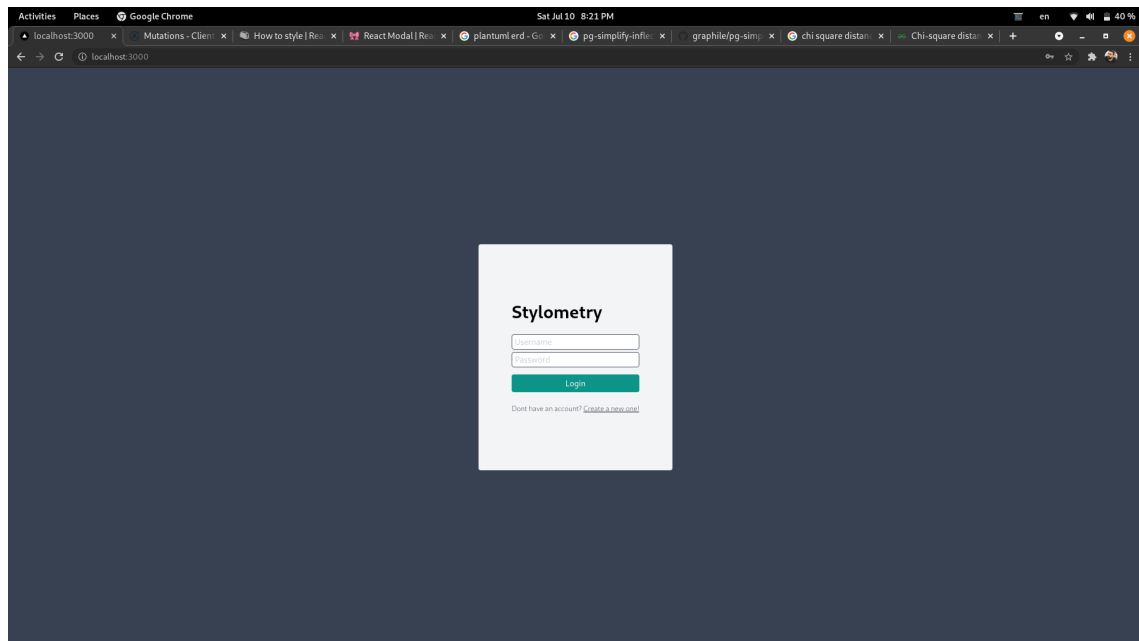 Activities Places Google Chrome Sat Jul 10 8:21 PM en 40 %
localhost:3000 Mutations - Client How to style | Rea React Modal | Rea plantuml erd - Go pg-simplify-inflec graphile/pg-simp chi square distanc Chi-square distan
localhost:3000
Stylometry
Username
Password
Login
Dont have an account? Create a new one!